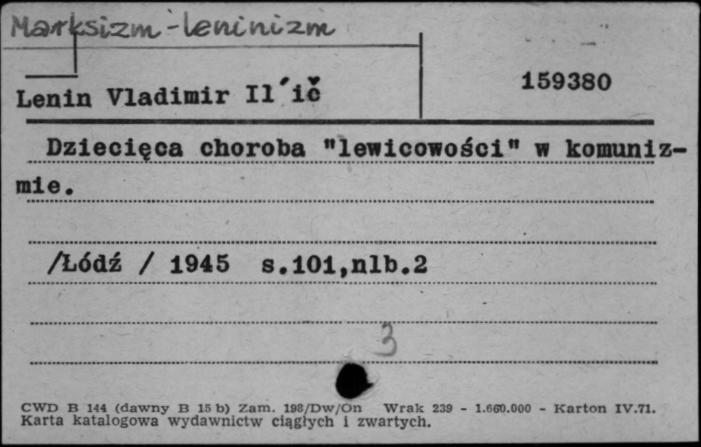 Marksizm-leninizm
Lenin Vladimir Il´ič
159380
Dziecięca choroba "lewicowości" w komuniz-
mie.
/Łódź / 1945 s.101,nlb.2
3
CWD B 144 (dawny B 15 b) Zam. 198/Dw/On Wrak 239 - 1.660.000 - Karton IV.71.
Karta katalogowa wydawnictw ciągłych i zwartych.